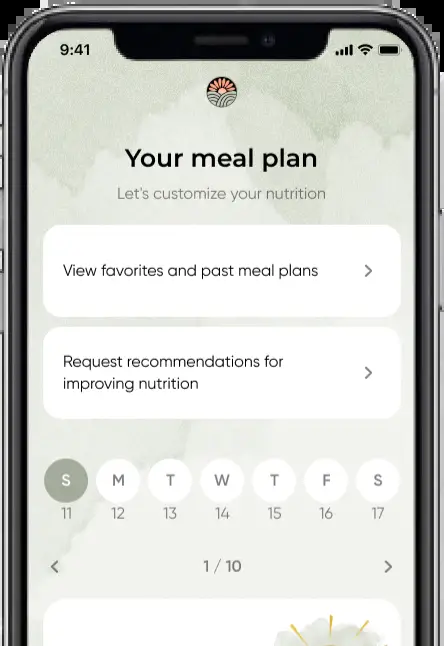 9:41
Your meal plan
Let's customize your nutrition
View favorites and past meal plans
Request recommendations for
improving nutrition
S M T W T F S
11 12 13 14 15 16 17
1 / 10